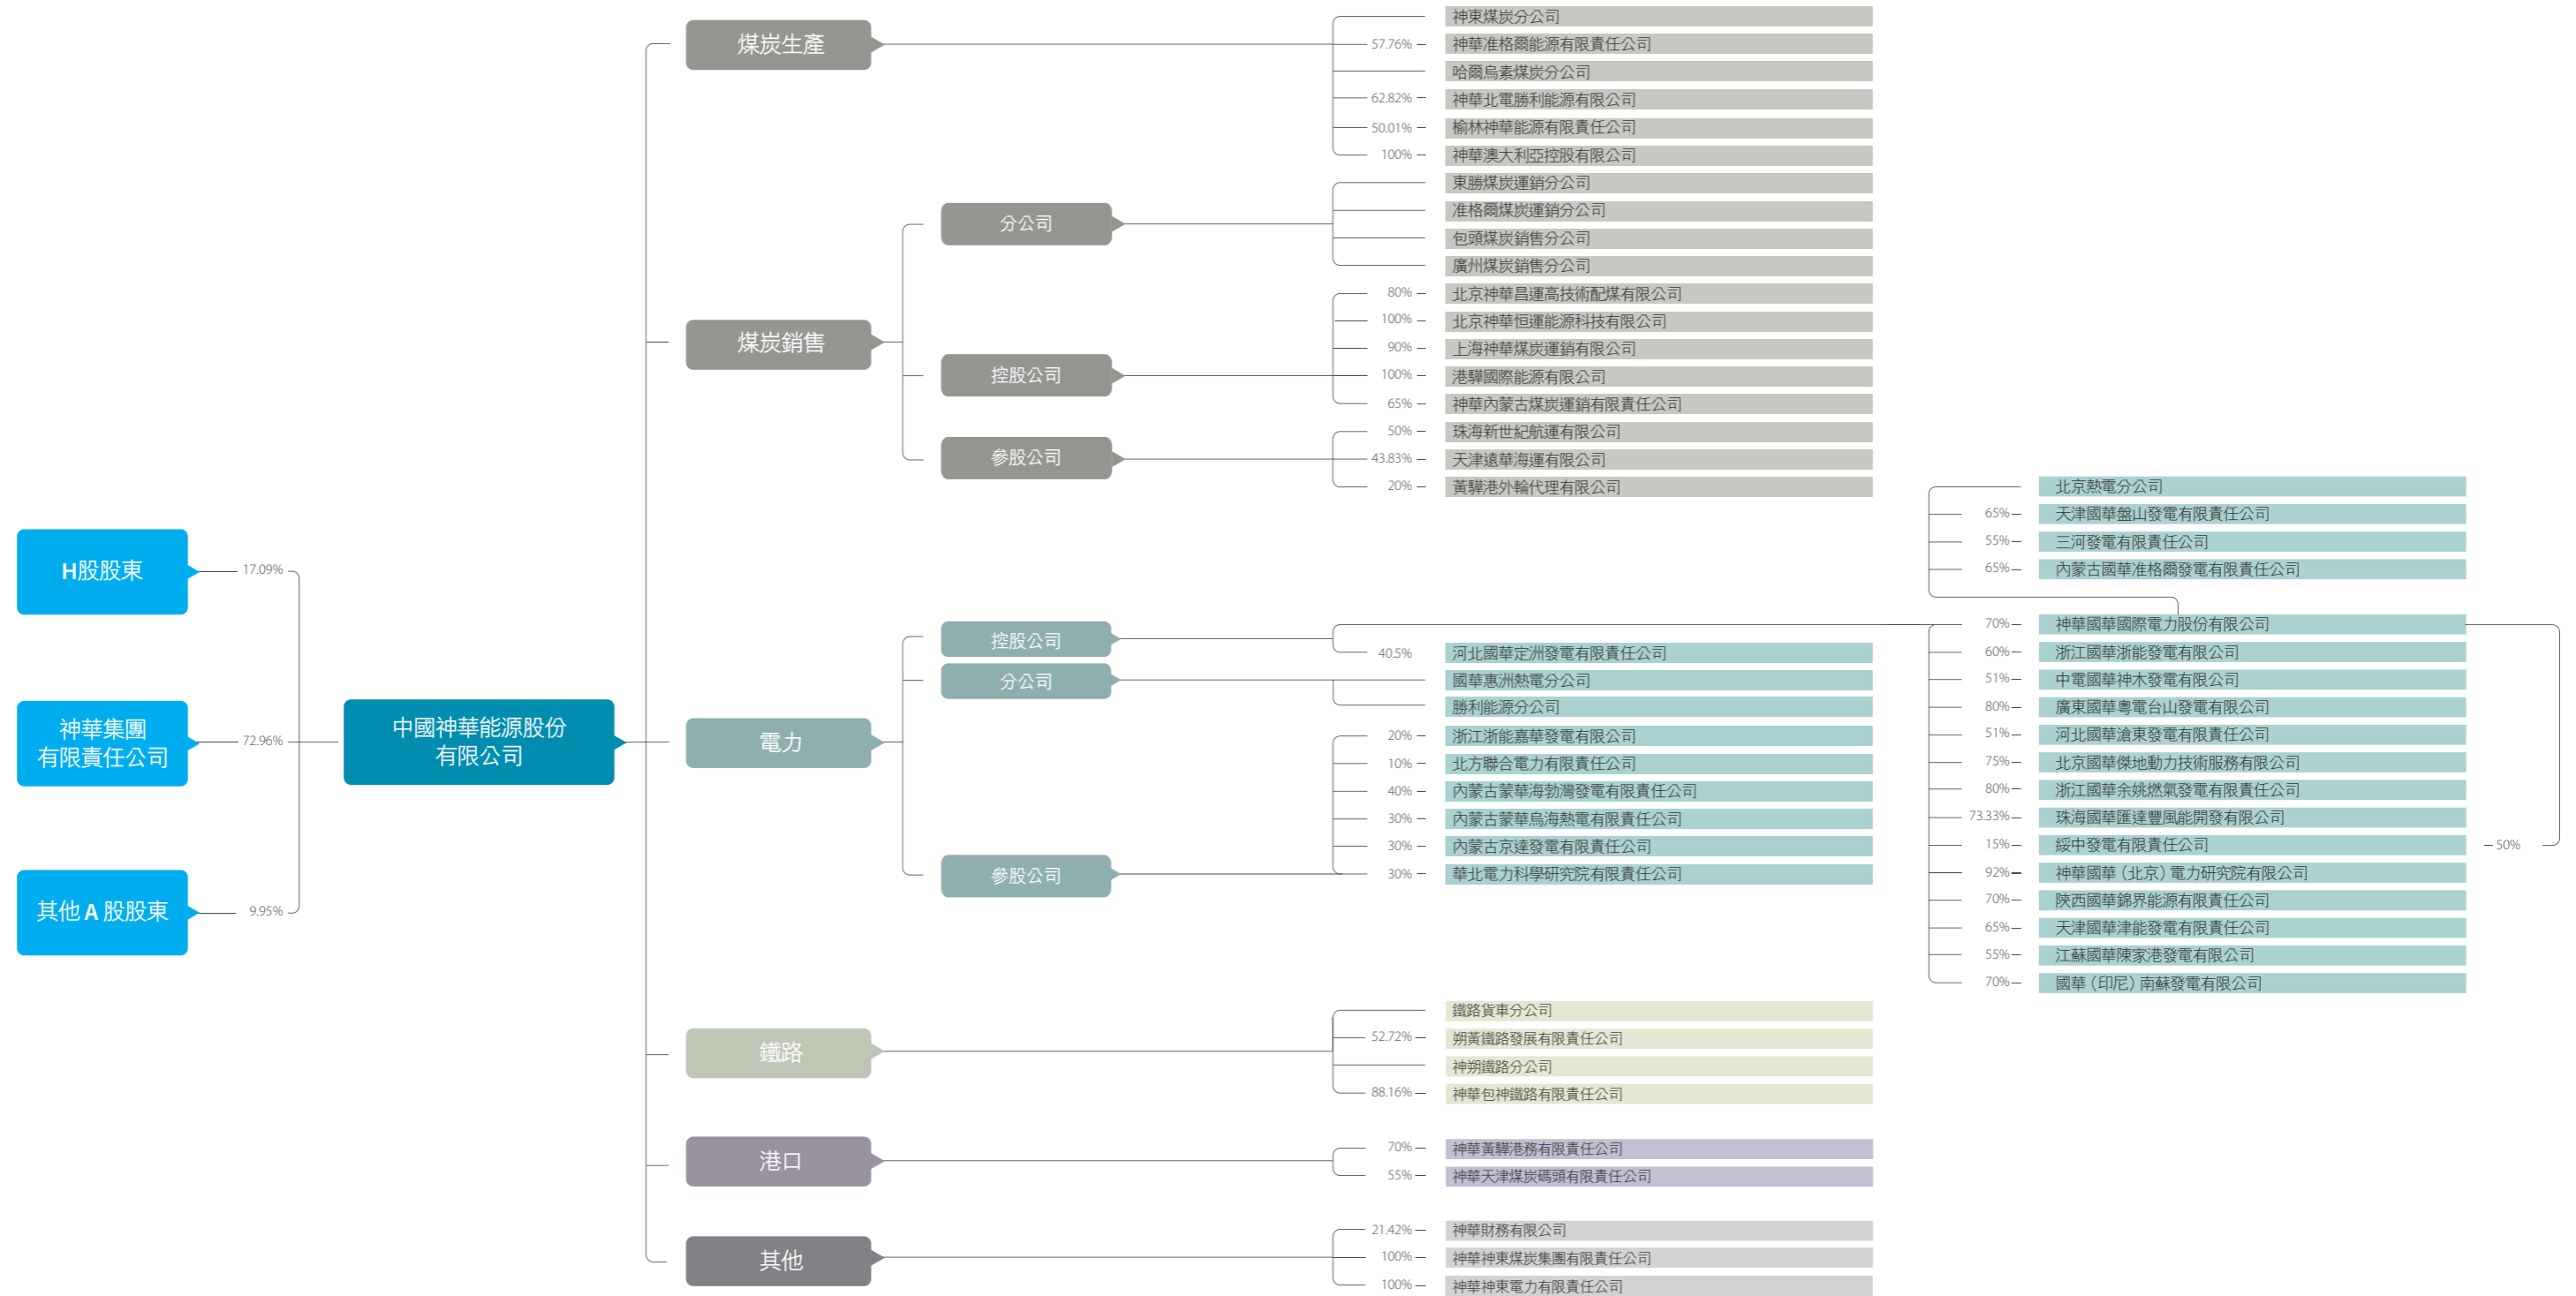 H股股東
17.09%
神華集團
有限責任公司
72.96%
其他 A 股股東
9.95%
中國神華能源股份
有限公司
煤炭生產
神東煤炭分公司
57.76%
神華准格爾能源有限責任公司
哈爾烏素煤炭分公司
62.82%
神華北電勝利能源有限公司
50.01%
榆林神華能源有限責任公司
100%
神華澳大利亞控股有限公司
煤炭銷售
分公司
東勝煤炭運銷分公司
准格爾煤炭運銷分公司
包頭煤炭銷售分公司
廣州煤炭銷售分公司
控股公司
80%
北京神華昌運高技術配煤有限公司
100%
北京神華恒運能源科技有限公司
90%
上海神華煤炭運銷有限公司
100%
港驊國際能源有限公司
65%
神華內蒙古煤炭運銷有限責任公司
參股公司
50%
珠海新世紀航運有限公司
43.83%
天津遠華海運有限公司
20%
黃驊港外輪代理有限公司
電力
控股公司
40.5%
河北國華定洲發電有限責任公司
分公司
國華惠洲熱電分公司
勝利能源分公司
參股公司
20%
浙江浙能嘉華發電有限公司
10%
北方聯合電力有限責任公司
40%
內蒙古蒙華海勃灣發電有限責任公司
30%
內蒙古蒙華烏海熱電有限責任公司
30%
內蒙古京達發電有限責任公司
30%
華北電力科學研究院有限責任公司
北京熱電分公司
65%
天津國華盤山發電有限責任公司
55%
三河發電有限責任公司
65%
內蒙古國華准格爾發電有限責任公司
70%
神華國華國際電力股份有限公司
60%
浙江國華浙能發電有限公司
51%
中電國華神木發電有限公司
80%
廣東國華粵電台山發電有限公司
51%
河北國華滄東發電有限責任公司
75%
北京國華傑地動力技術服務有限公司
80%
浙江國華余姚燃氣發電有限責任公司
73.33%
珠海國華匯達豐風能開發有限公司
15%
綏中發電有限責任公司
50%
92%
神華國華（北京）電力研究院有限公司
70%
陝西國華錦界能源有限責任公司
65%
天津國華津能發電有限責任公司
55%
江蘇國華陳家港發電有限公司
70%
國華（印尼）南蘇發電有限公司
鐵路
鐵路貨車分公司
52.72%
朔黃鐵路發展有限責任公司
神朔鐵路分公司
88.16%
神華包神鐵路有限責任公司
港口
70%
神華黃驊港務有限責任公司
55%
神華天津煤炭碼頭有限責任公司
其他
21.42%
神華財務有限公司
100%
神華神東煤炭集團有限責任公司
100%
神華神東電力有限責任公司